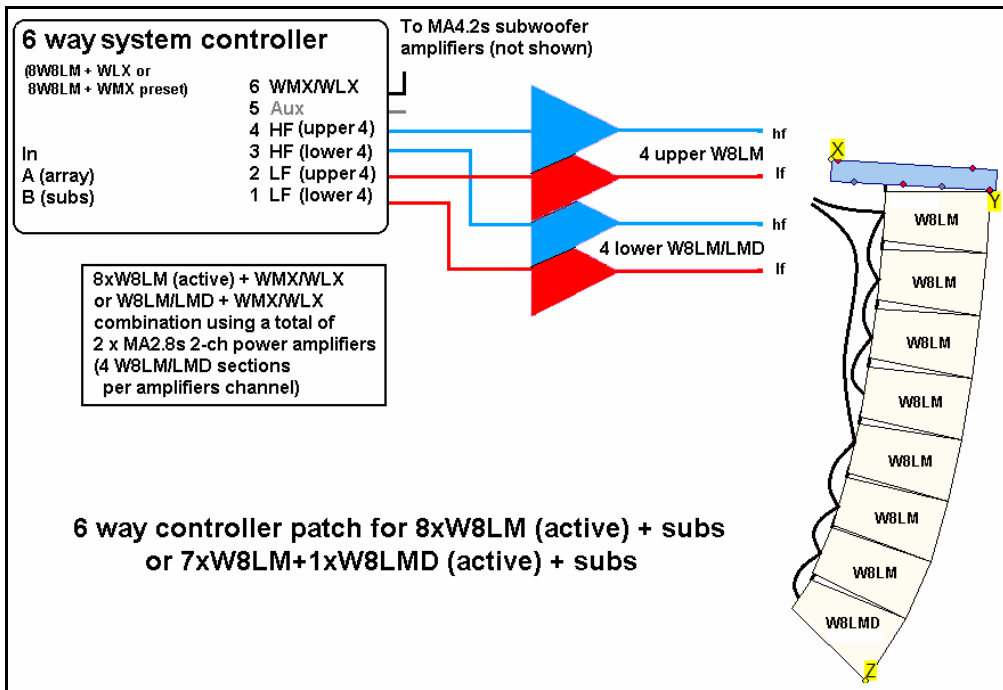 6 way system controller
(8W8LM + WLX or
8W8LM + WMX preset)
6 WMX/WLX
5 Aux
4 HF (upper 4)
3 HF (lower 4)
2 LF (upper 4)
1 LF (lower 4)
In
A (array)
B (subs)
To MA4.2s subwoofer
amplifiers (not shown)
hf
4 upper W8LM
lf
hf
4 lower W8LM/LMD
lf
8xW8LM (active) + WMX/WLX
or W8LM/LMD + WMX/WLX
combination using a total of
2 x MA2.8s 2-ch power amplifiers
(4 W8LM/LMD sections
per amplifiers channel)
X
Y
W8LM
W8LM
W8LM
W8LM
W8LM
W8LM
W8LM
W8LMD
Z
6 way controller patch for 8xW8LM (active) + subs
or 7xW8LM+1xW8LMD (active) + subs